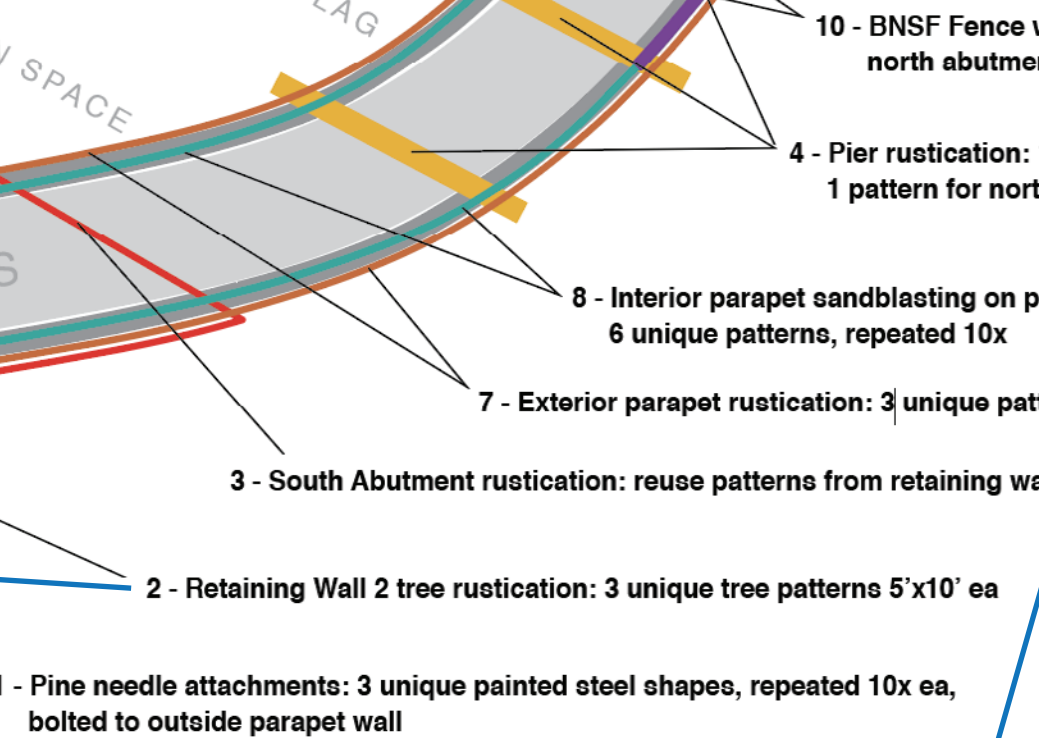 LAG
N SPACE
10 - BNSF Fence
north abutme
4 - Pier rustication:
1 pattern for nort
S
8 - Interior parapet sandblasting on p
6 unique patterns, repeated 10x
7 - Exterior parapet rustication: 3 unique pat
3 - South Abutment rustication: reuse patterns from retaining wa
2 - Retaining Wall 2 tree rustication: 3 unique tree patterns 5’x10’ ea
- Pine needle attachments: 3 unique painted steel shapes, repeated 10x ea,
bolted to outside parapet wall